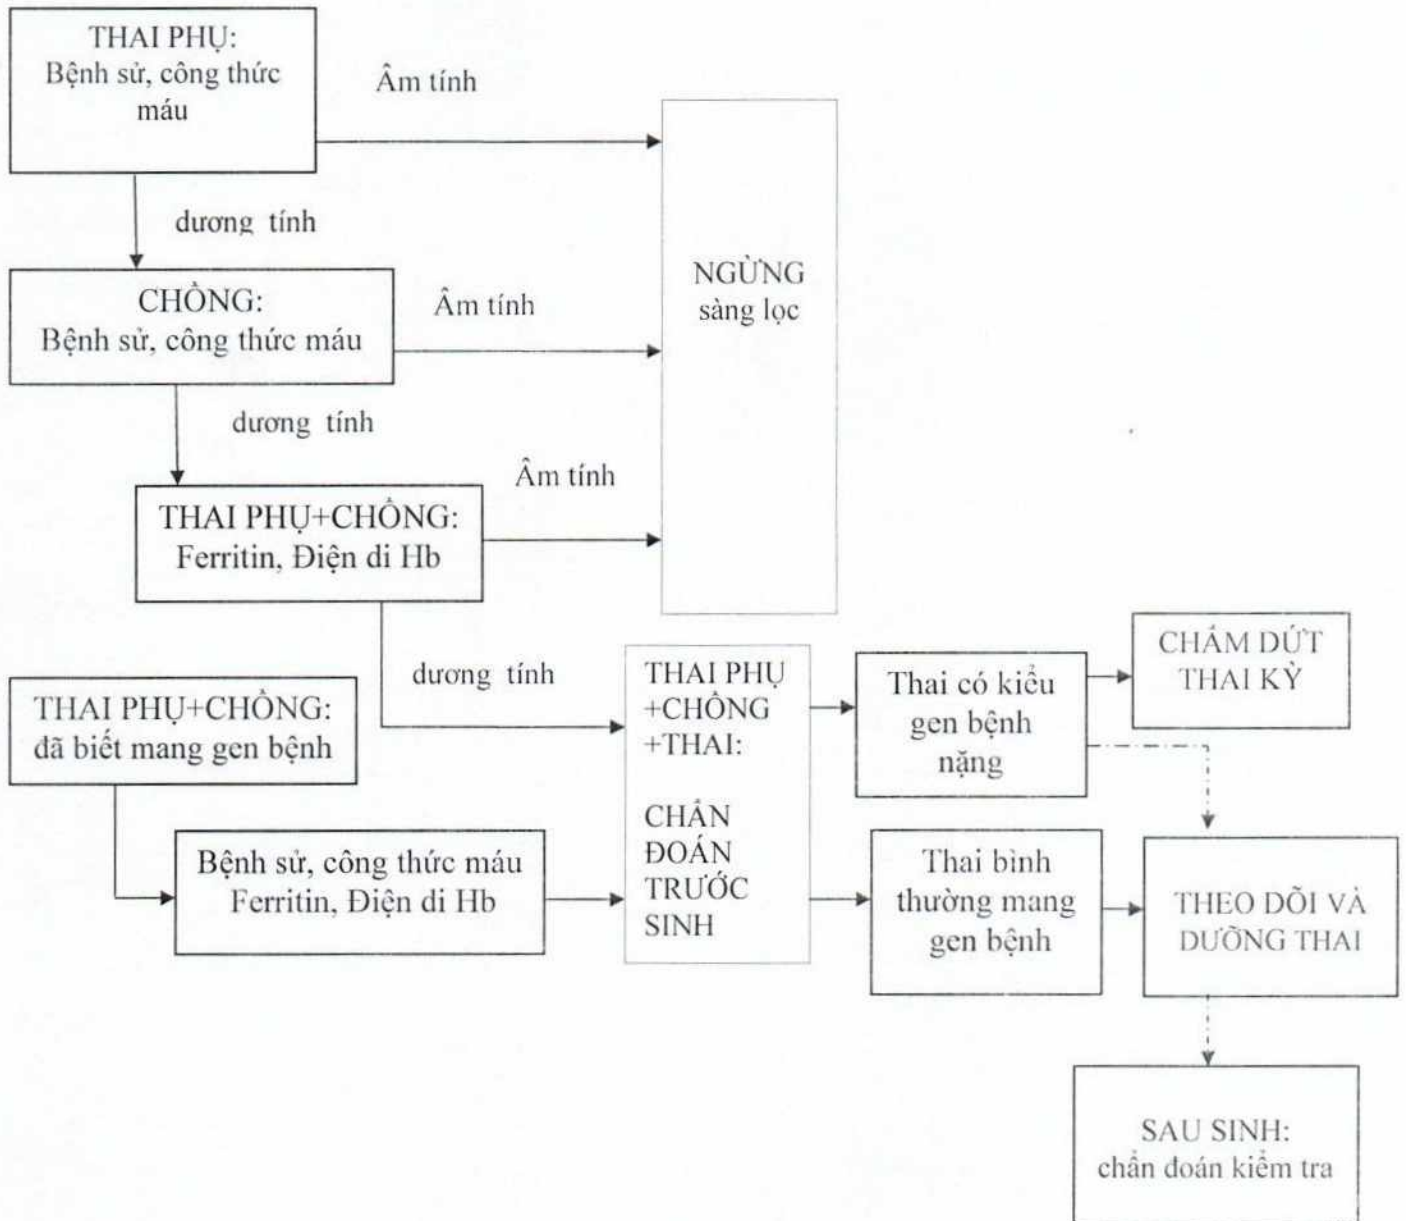 THAI PHỤ:
Bệnh sử, công thức
máu
Âm tính
dương tính
CHỒNG:
Bệnh sử, công thức máu
Âm tính
dương tính
THAI PHỤ+CHỒNG:
Ferritin, Điện di Hb
Âm tính
NGỪNG
sàng lọc
dương tính
THAI PHỤ+CHỒNG:
đã biết mang gen bệnh
Bệnh sử, công thức máu
Ferritin, Điện di Hb
THAI PHỤ
+CHỒNG
+THAI:
CHẨN
ĐOÁN
TRƯỚC
SINH
Thai có kiểu
gen bệnh
nặng
CHẤM DỨT
THAI KỲ
Thai bình
thường mang
gen bệnh
THEO DÕI VÀ
DƯỠNG THAI
SAU SINH:
chẩn đoán kiểm tra